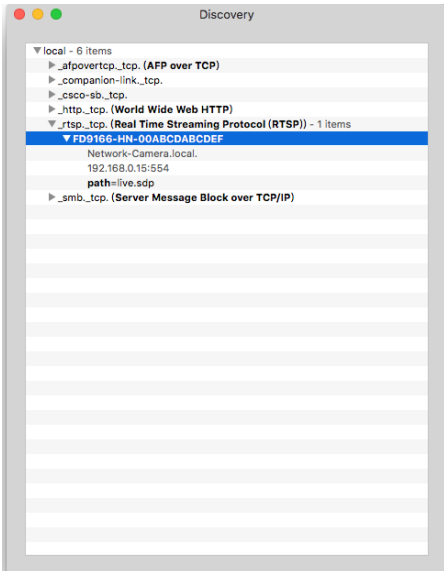 Discovery
local - 6 items
_afpovertcp._tcp. (AFP over TCP)
_companion-link._tcp.
_csco-sb._tcp.
_http._tcp. (World Wide Web HTTP)
_rtsp._tcp. (Real Time Streaming Protocol (RTSP)) - 1 items
FD9166-HN-00ABCDABCDEF
Network-Camera.local.
192.168.0.15:554
path=live.sdp
_smb._tcp. (Server Message Block over TCP/IP)